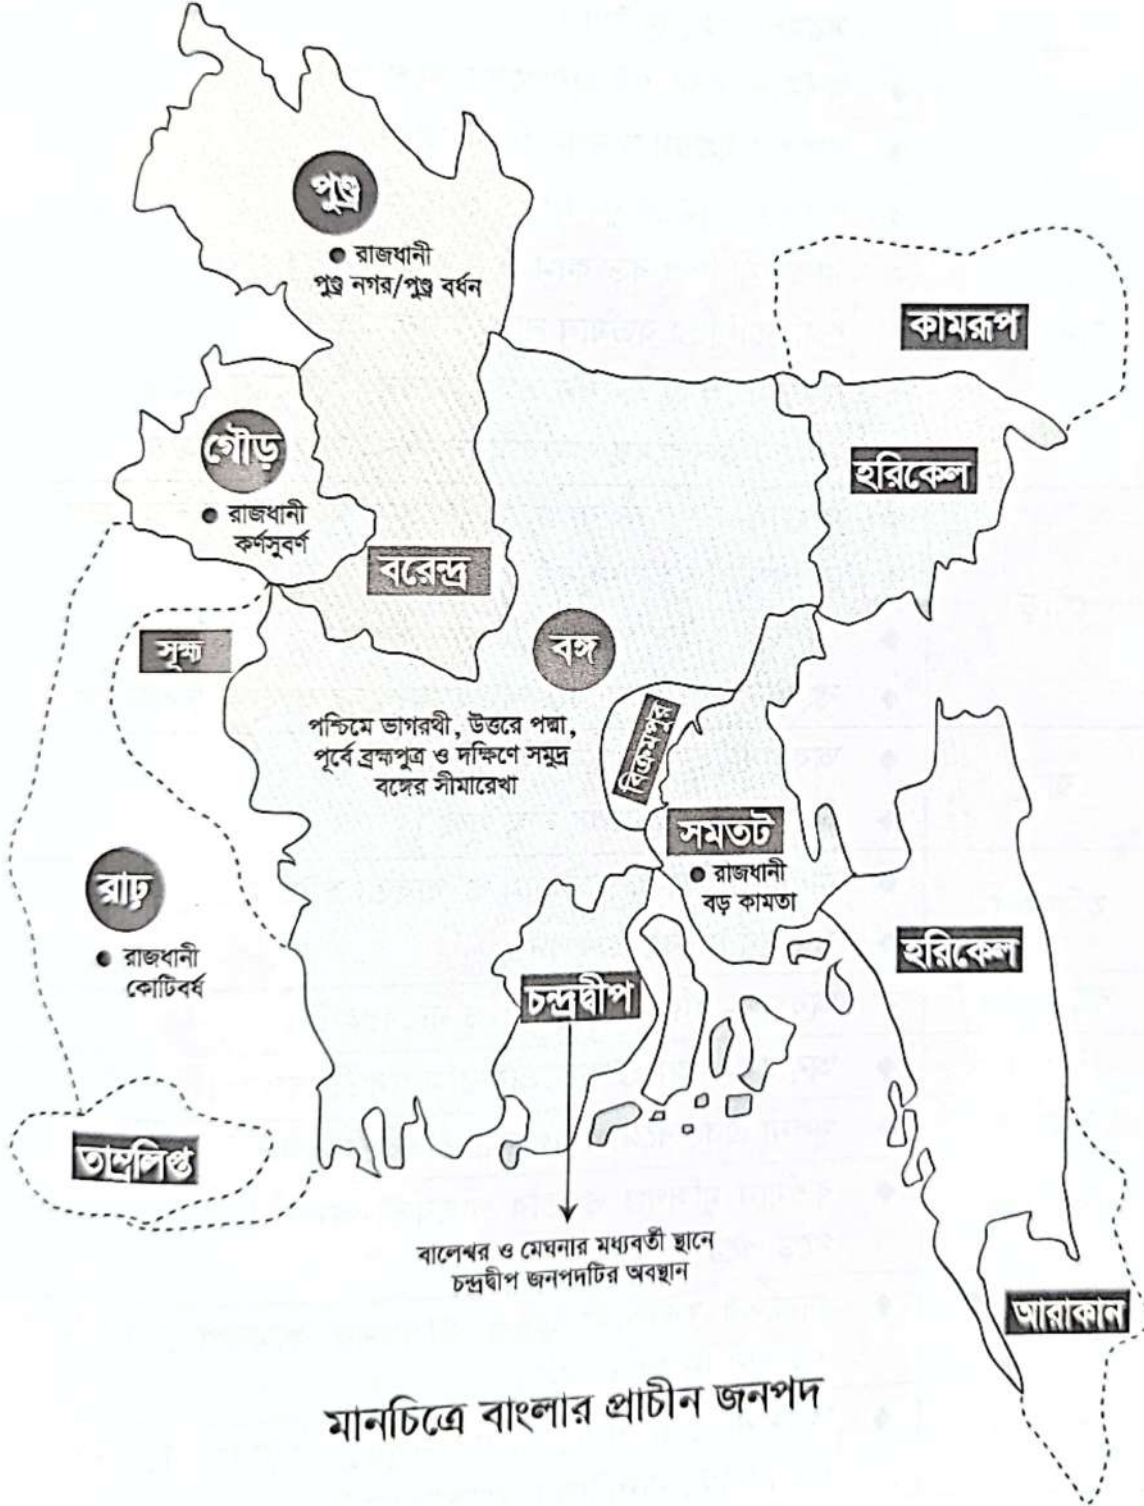 পুণ্ড্র
রাজধানী
পুণ্ড্র নগর/পুণ্ড্র বর্ধন
কামরূপ
গৌড়
রাজধানী
কর্ণসুবর্ণ
হরিকেল
বরেন্দ্র
সূহ্ম
বঙ্গ
পশ্চিমে ভাগরথী, উত্তরে পদ্মা,
পূর্বে ব্রহ্মপুত্র ও দক্ষিণে সমুদ্র
বঙ্গের সীমারেখা
বিক্রমপুর
সমতট
রাজধানী
বড় কামতা
রাঢ়
রাজধানী
কোটিবর্ষ
হরিকেল
চন্দ্রদ্বীপ
তাম্রলিপ্ত
বালেশ্বর ও মেঘনার মধ্যবর্তী স্থানে
চন্দ্রদ্বীপ জনপদটির অবস্থান
আরাকান
মানচিত্রে বাংলার প্রাচীন জনপদ